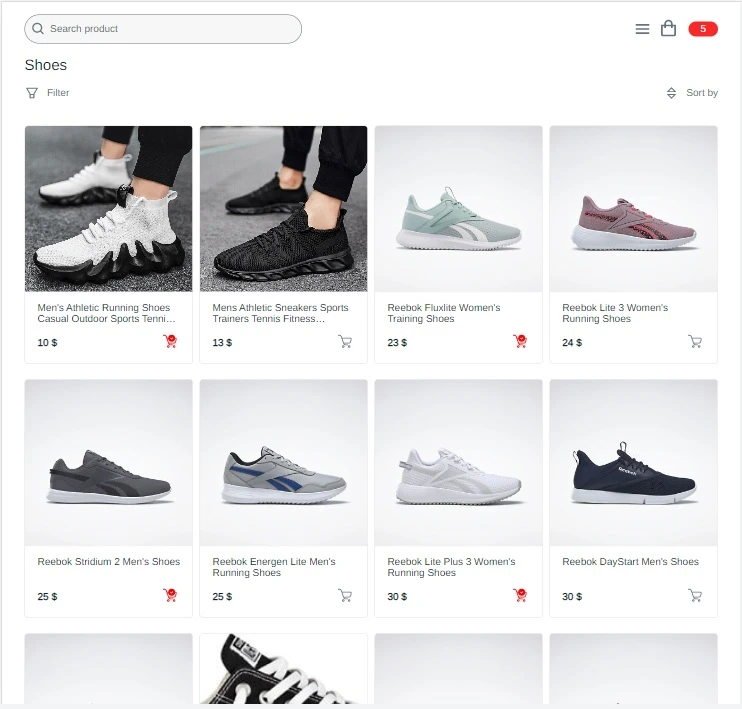 Search product
5
Shoes
Filter
Sort by
Men's Athletic Running Shoes
Casual Outdoor Sports Tenni...
10 $
Mens Athletic Sneakers Sports
Trainers Tennis Fitness...
13 $
Reebok Fluxlite Women's
Training Shoes
23 $
Reebok Lite 3 Women's
Running Shoes
24 $
Reebok Stridium 2 Men's Shoes
25 $
Reebok Energen Lite Men's
Running Shoes
25 $
Reebok Lite Plus 3 Women's
Running Shoes
30 $
Reebok
Reebok DayStart Men's Shoes
30 $